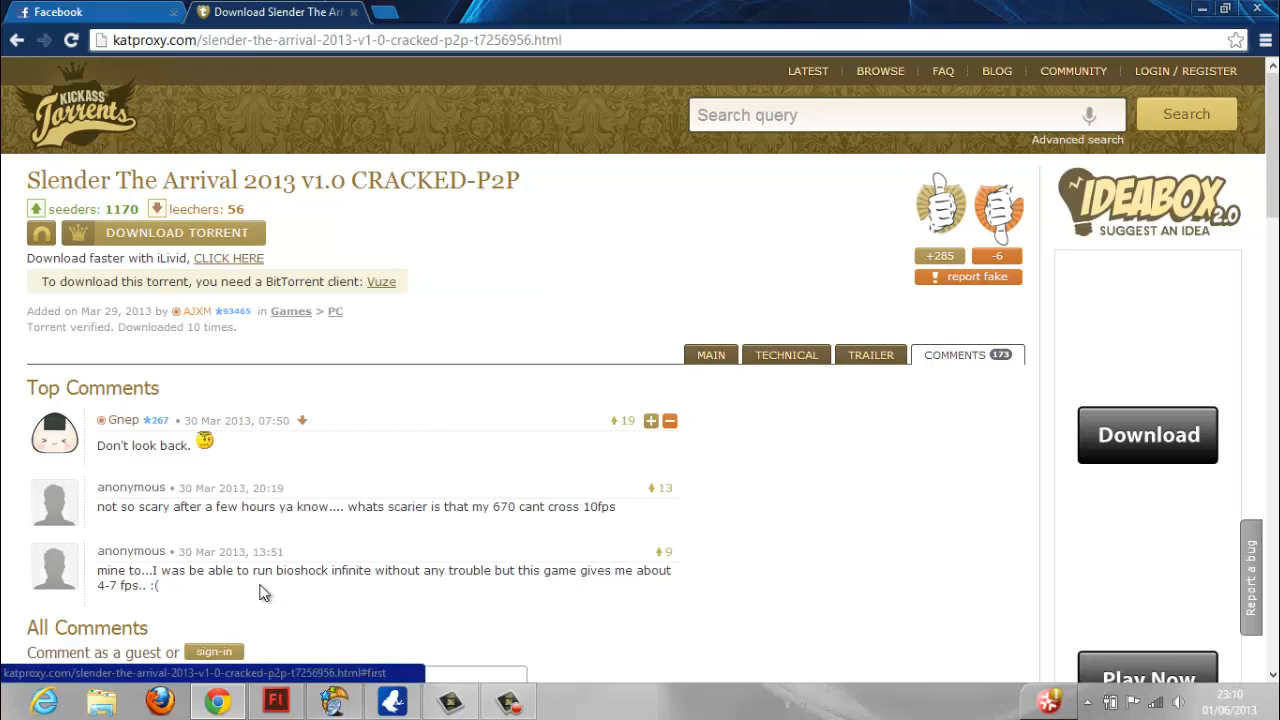 Facebook
Download Slender The Arr
katproxy.com/slender-the-arrival-2013-v1-0-cracked-p2p-t7256956.html
LATEST
BROWSE
FAQ
BLOG
COMMUNITY
LOGIN / REGISTER
KICKASS
Torrents
Search query
Search
Advanced search
Slender The Arrival 2013 v1.0 CRACKED-P2P
seeders: 1170 leechers: 56
DOWNLOAD TORRENT
Download faster with iLivid, CLICK HERE
To download this torrent, you need a BitTorrent client: Vuze
Added on Mar 29, 2013 by AJXM 93465 in Games > PC
Torrent verified. Downloaded 10 times.
+285
-6
report fake
IDEABOX 2.0
SUGGEST AN IDEA
MAIN
TECHNICAL
TRAILER
COMMENTS 173
Top Comments
Gnep 267 • 30 Mar 2013, 07:50
19
Don't look back.
anonymous • 30 Mar 2013, 20:19
13
not so scary after a few hours ya know.... whats scarier is that my 670 cant cross 10fps
anonymous • 30 Mar 2013, 13:51
9
mine to...I was be able to run bioshock infinite without any trouble but this game gives me about
4-7 fps.. :(
All Comments
Comment as a guest or sign-in
Download
Play Now
Report a bug
katproxy.com/slender-the-arrival-2013-v1-0-cracked-p2p-t7256956.html#first
Fl
23:10
01/06/2013